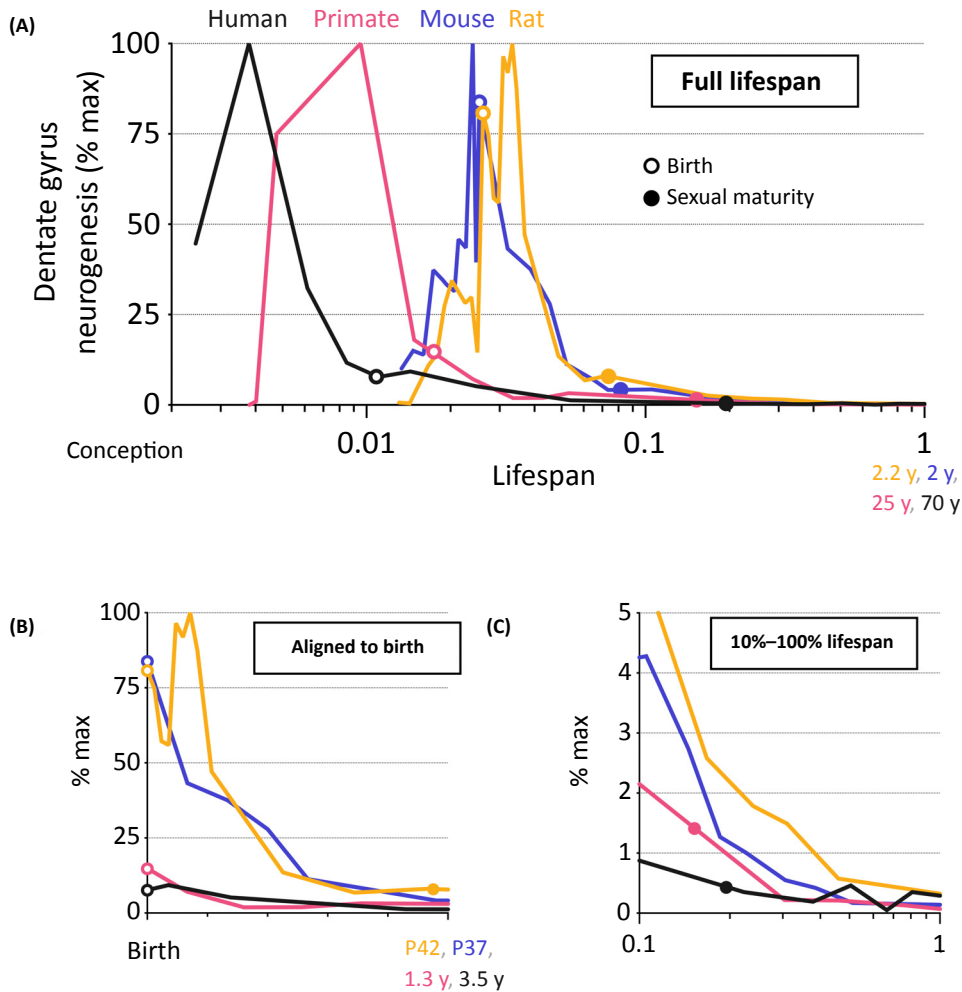 (A)
Human Primate Mouse Rat
Dentate gyrus
neurogenesis (% max)
100
75
50
25
0
Full lifespan
Birth
Sexual maturity
Conception
0.01
0.1
1
Lifespan
2.2 y, 2 y,
25 y, 70 y
(B)
% max
100
75
50
25
0
Aligned to birth
Birth
P42, P37,
1.3 y, 3.5 y
(C)
% max
5
4
3
2
1
0
10%–100% lifespan
0.1
1